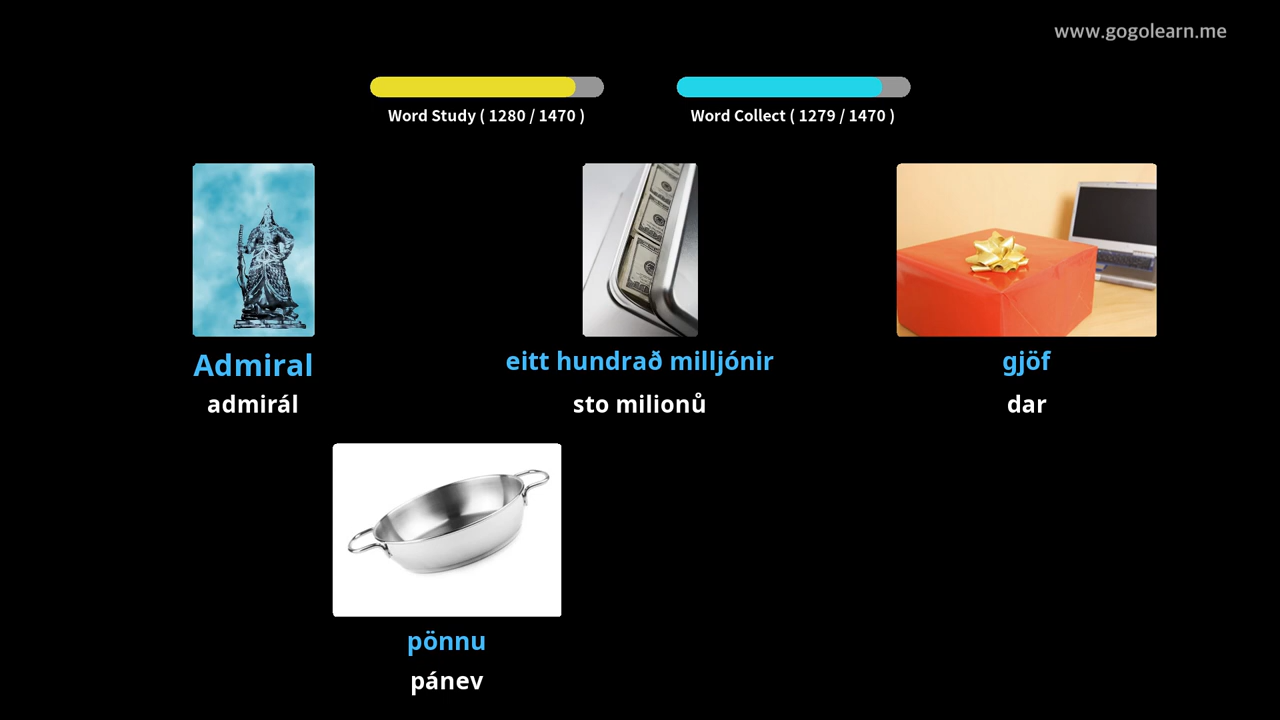 www.gogolearn.me
Word Study ( 1280 / 1470 )
Word Collect ( 1279 / 1470 )
Admiral
admirál
eitt hundrað milljónir
sto milionů
gjöf
dar
pönnu
pánev